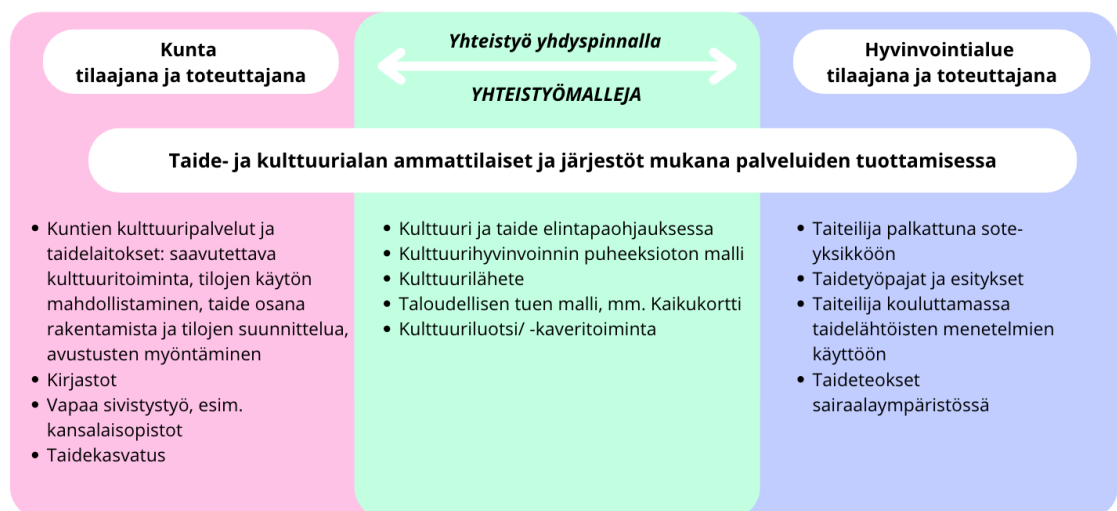 Kunta
tilaajana ja toteuttajana
Yhteistyö yhdyspinnalla
YHTEISTYÖMALLEJA
Hyvinvointialue
tilaajana ja toteuttajana
Taide- ja kulttuurialan ammattilaiset ja järjestöt mukana palveluiden tuottamisessa
• Kuntien kulttuuripalvelut ja
taidelaitokset: saavutettava
kulttuuritoiminta, tilojen käytön
mahdollistaminen, taide osana
rakentamista ja tilojen suunnittelua,
avustusten myöntäminen
• Kirjastot
• Vapaa sivistystyö, esim.
kansalaisopistot
• Taidekasvatus
• Kulttuuri ja taide elintapaohjauksessa
• Kulttuurihyvinvoinnin puheeksioton malli
• Kulttuurilähete
• Taloudellisen tuen malli, mm. Kaikukortti
• Kulttuuriluotsi/ -kaveritoiminta
• Taiteilija palkattuna sote-
yksikköön
• Taidetyöpajat ja esitykset
• Taiteilija kouluttamassa
taidelähtöisten menetelmien
käyttöön
• Taideteokset
sairaalaympäristössä